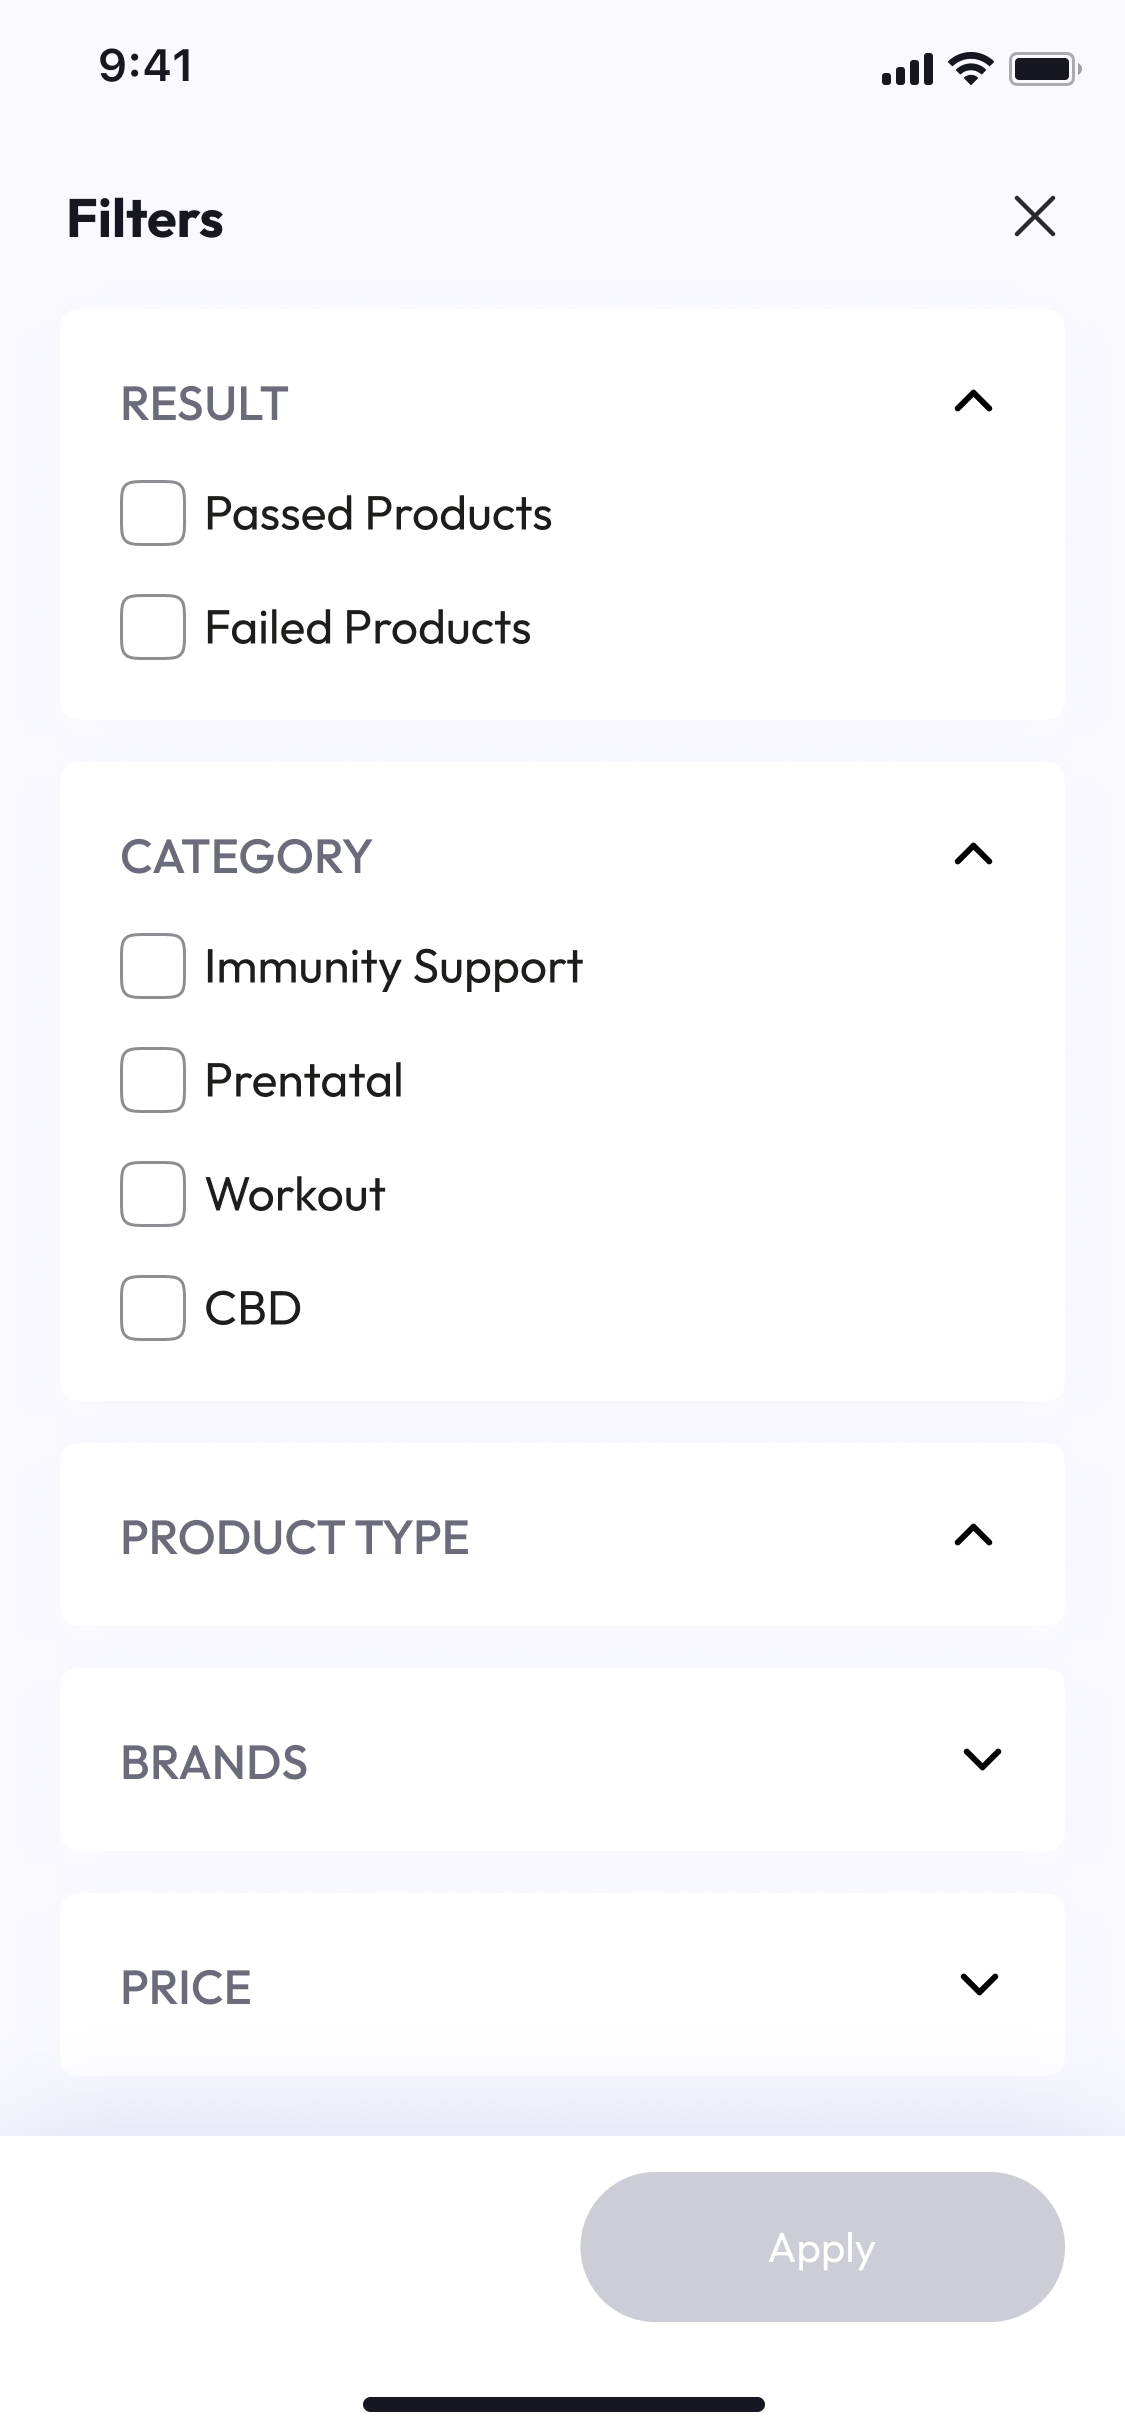 9:41
Filters
RESULT
Passed Products
Failed Products
CATEGORY
Immunity Support
Prentatal
Workout
CBD
PRODUCT TYPE
BRANDS
PRICE
Apply